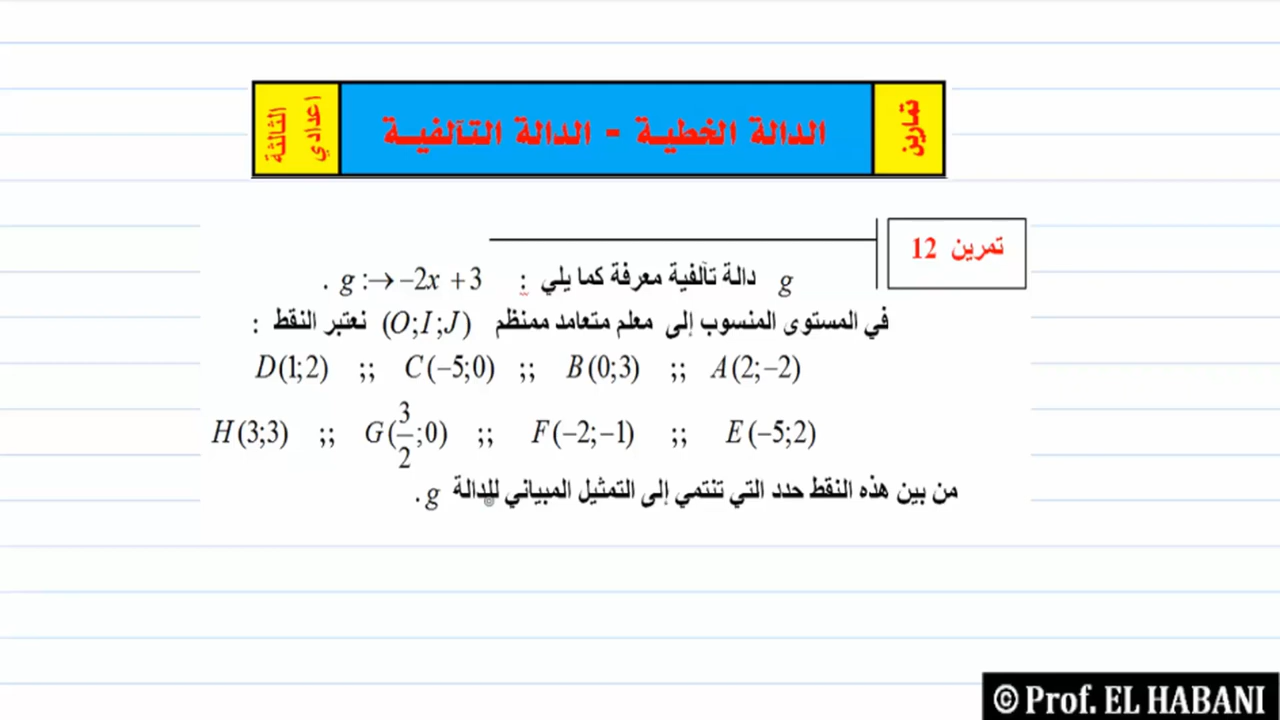 تمارين
الدالة الخطية - الدالة التآلفية
الثالثة
اعدادي
تمرين 12
g دالة تآلفية معرفة كما يلي : g :→ −2x + 3 .
في المستوى المنسوب إلى معلم متعامد ممنظم (O;I;J) نعتبر النقط :
A(2;−2) ;; B(0;3) ;; C(−5;0) ;; D(1;2)
E(−5;2) ;; F(−2;−1) ;; G(3/2;0) ;; H(3;3)
من بين هذه النقط حدد التي تنتمي إلى التمثيل المبياني للدالة g .
© Prof. EL HABANI